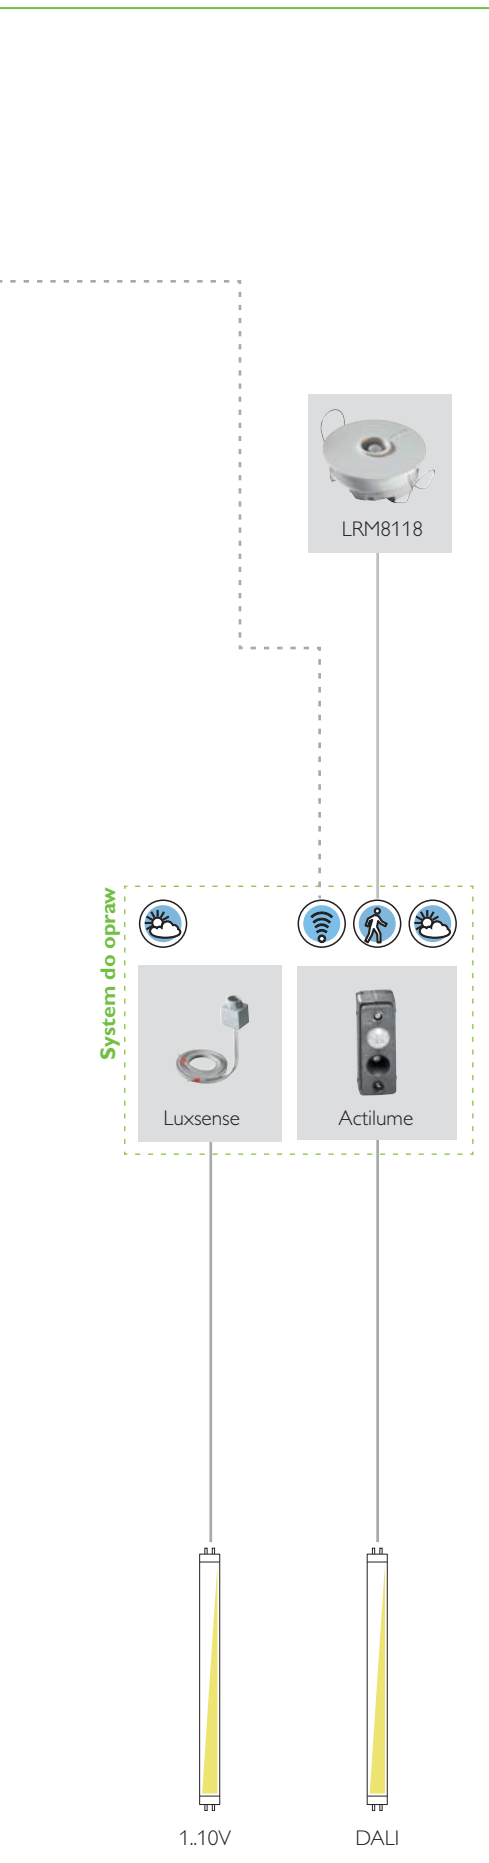 LRM8118
System do opraw
Luxsense
Actilume
1..10V
DALI